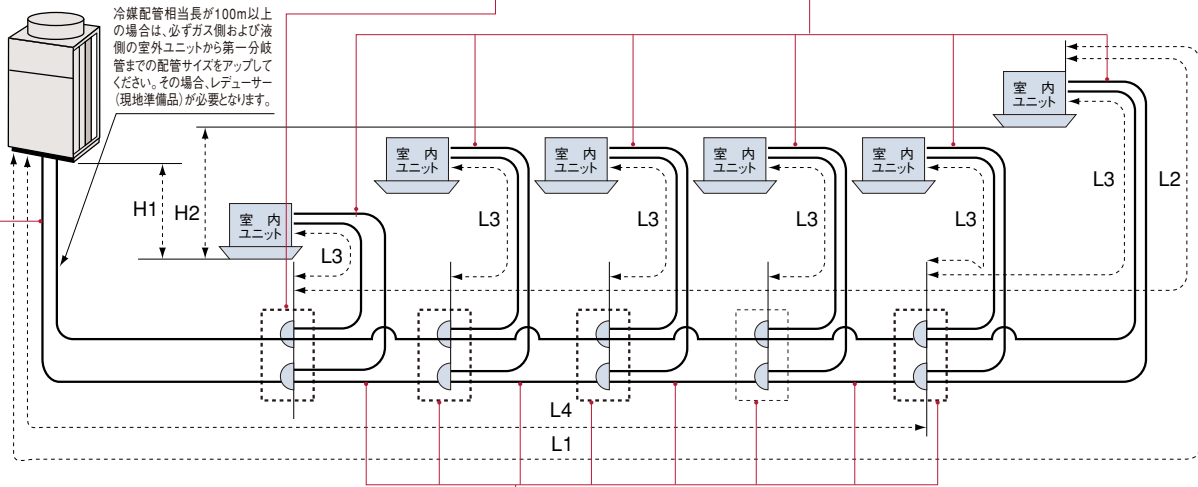 冷媒配管相当長が100m以上
の場合は、必ずガス側および液
側の室外ユニットから第一分岐
管までの配管サイズをアップして
ください。その場合、レデューサー
(現地準備品)が必要となります。
室 内
ユニット
室 内
ユニット
室 内
ユニット
室 内
ユニット
室 内
ユニット
室 内
ユニット
H1
H2
L3
L3
L3
L3
L3
L3
L2
L4
L1